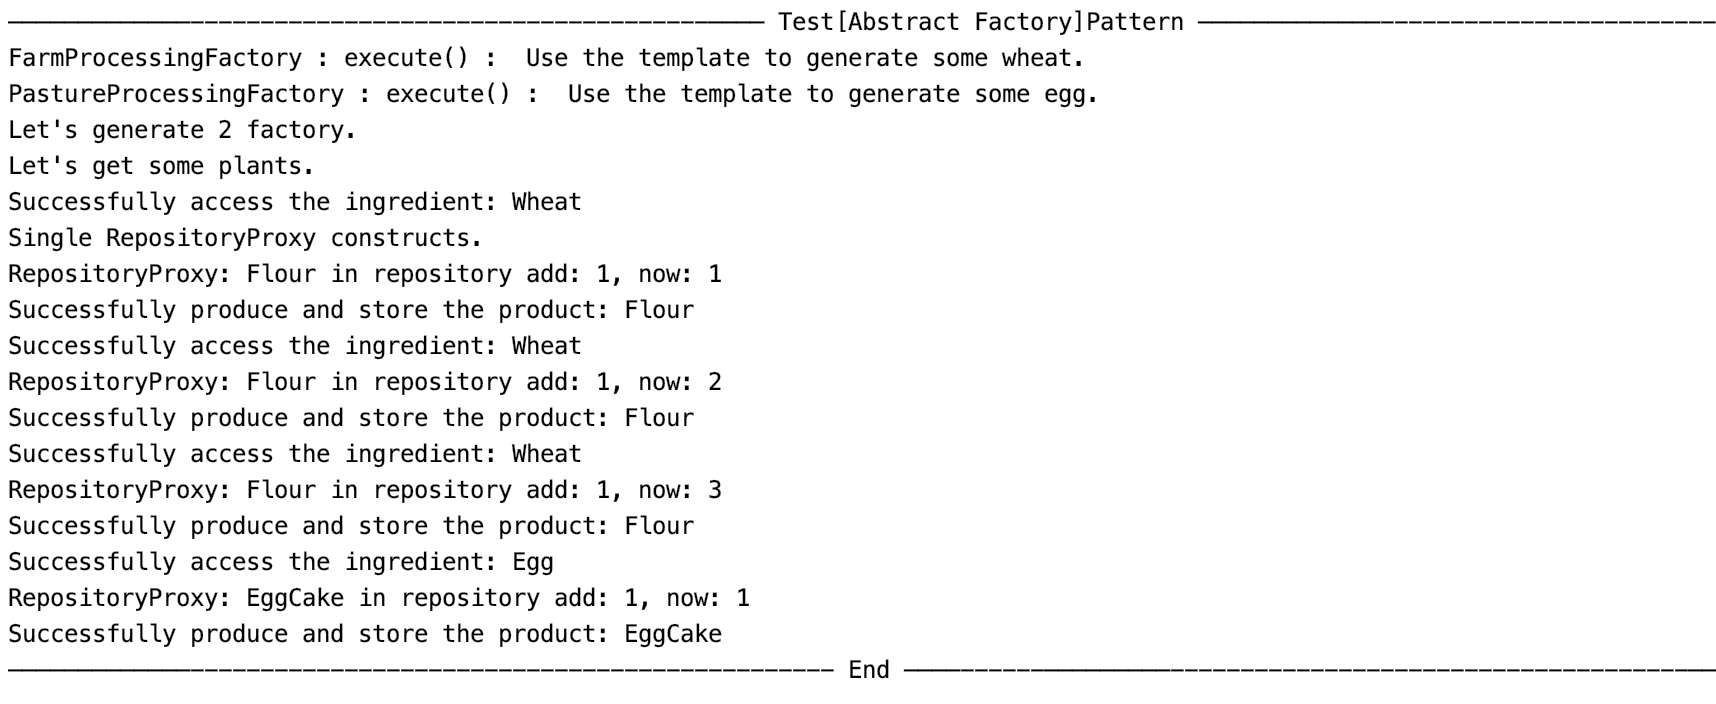 —————————————————————————————————————————————————————— Test[Abstract Factory]Pattern —————————————————————————————————————
FarmProcessingFactory : execute() :  Use the template to generate some wheat.
PastureProcessingFactory : execute() :  Use the template to generate some egg.
Let's generate 2 factory.
Let's get some plants.
Successfully access the ingredient: Wheat
Single RepositoryProxy constructs.
RepositoryProxy: Flour in repository add: 1, now: 1
Successfully produce and store the product: Flour
Successfully access the ingredient: Wheat
RepositoryProxy: Flour in repository add: 1, now: 2
Successfully produce and store the product: Flour
Successfully access the ingredient: Wheat
RepositoryProxy: Flour in repository add: 1, now: 3
Successfully produce and store the product: Flour
Successfully access the ingredient: Egg
RepositoryProxy: EggCake in repository add: 1, now: 1
Successfully produce and store the product: EggCake
——————————————————————————————————————————————————————————— End ——————————————————————————————————————————————————————————